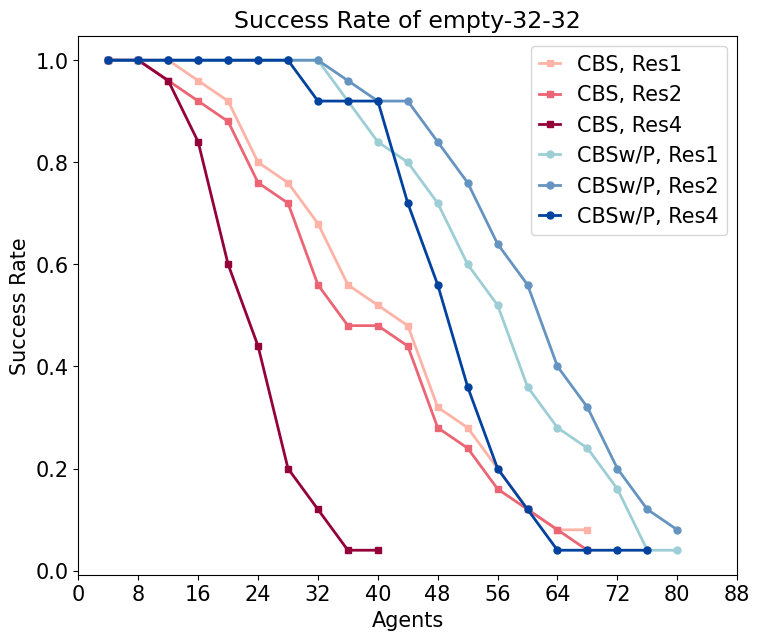 Success Rate of empty-32-32
CBS, Res1
CBS, Res2
CBS, Res4
CBSw/P, Res1
CBSw/P, Res2
CBSw/P, Res4
Success Rate
1.0
0.8
0.6
0.4
0.2
0.0
0 8 16 24 32 40 48 56 64 72 80 88
Agents